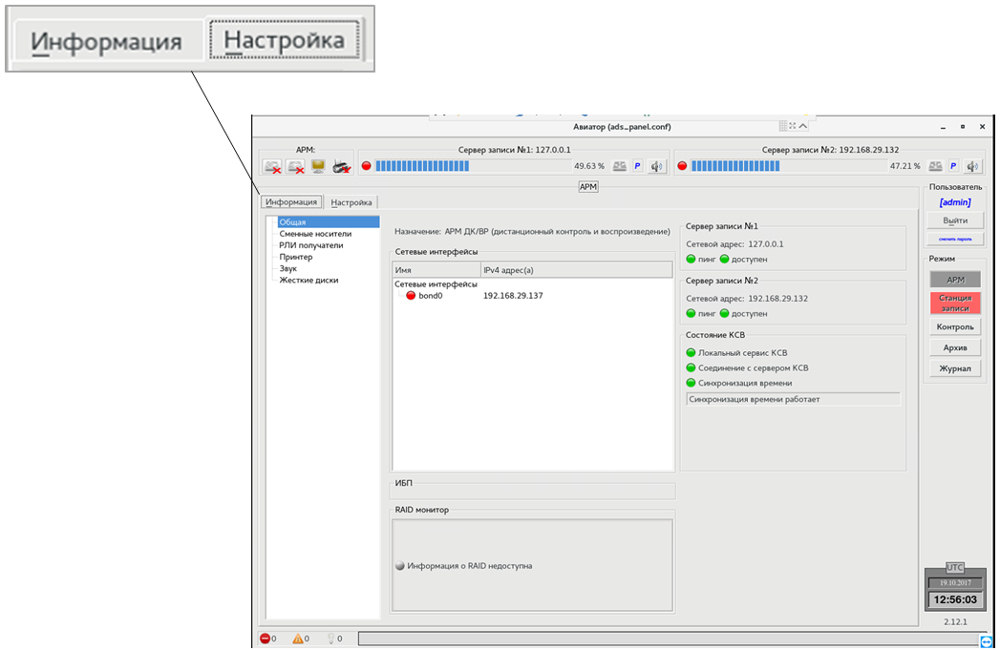 Информация Настройка
Авиатор (ads_panel.conf)
АРМ: Сервер записи №1: 127.0.0.1 Сервер записи №2: 192.168.29.132
49.63 % P 47.21 % P
АРМ
Пользователь
[admin]
Выйти
сменить пароль
Режим
АРМ
Станция
записи
Контроль
Архив
Журнал
Информация Настройка
Общая
Сменные носители
РЛИ получатели
Принтер
Звук
Жесткие диски
Назначение: АРМ ДК/ВР (дистанционный контроль и воспроизведение)
Сетевые интерфейсы
Имя IPv4 адрес(а)
Сетевые интерфейсы
bond0 192.168.29.137
ИБП
RAID монитор
Информация о RAID недоступна
Сервер записи №1
Сетевой адрес: 127.0.0.1
пинг доступен
Сервер записи №2
Сетевой адрес: 192.168.29.132
пинг доступен
Состояние КСВ
Локальный сервис КСВ
Соединение с сервером КСВ
Синхронизация времени
Синхронизация времени работает
UTC
19.10.2017
12:56:03
2.12.1
0 0 0